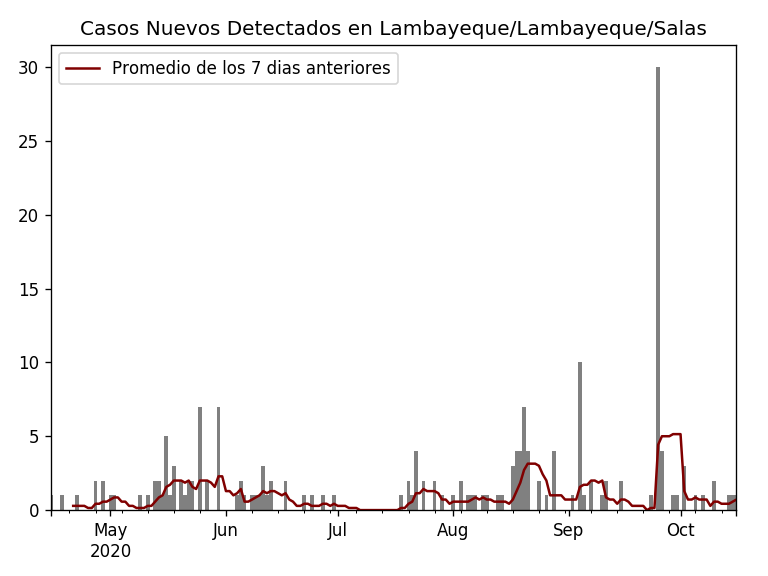 Casos Nuevos Detectados en Lambayeque/Lambayeque/Salas
Promedio de los 7 dias anteriores
30
25
20
15
10
5
0
May Jun Jul Aug Sep Oct
2020